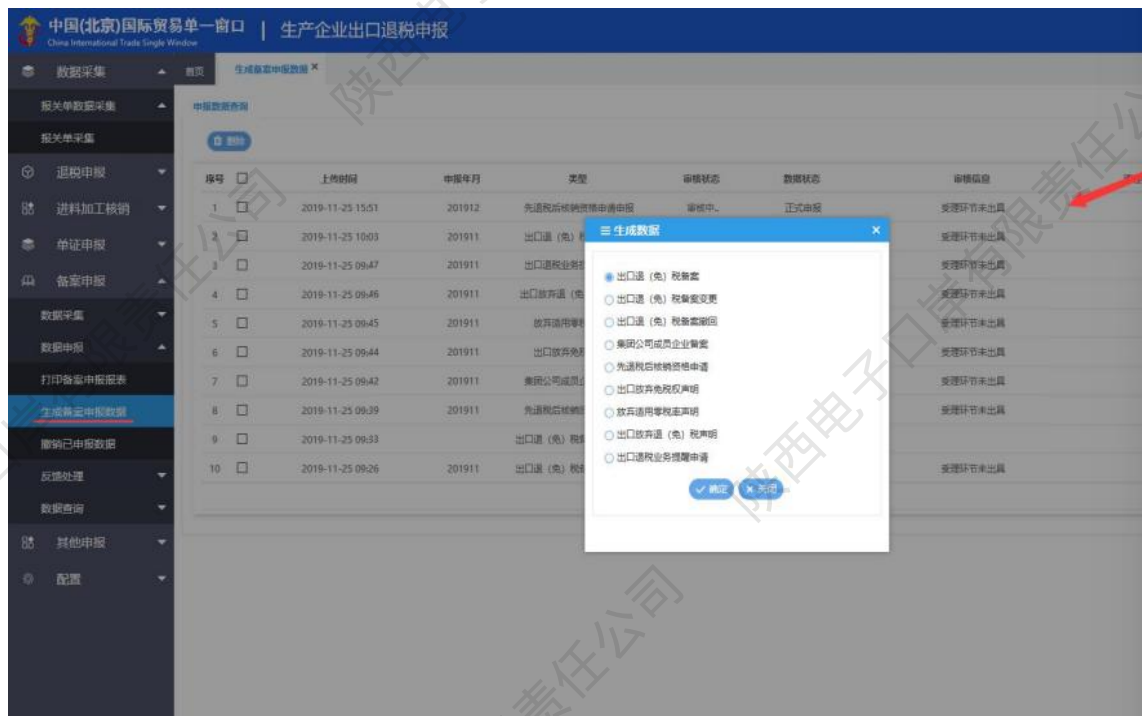 中国(北京)国际贸易单一窗口 | 生产企业出口退税申报
China International Trade Single Window
数据采集
报关单数据采集
报关单采集
退税申报
进料加工核销
单证申报
备案申报
数据采集
数据申报
打印备案申报报表
生成备案申报数据
撤销已申报数据
反馈处理
数据查询
其他申报
配置
首页 生成备案申报数据 ×
申报数据查询
删除
序号 上传时间 申报年月 类型 审核状态 数据状态 审核信息
1 2019-11-25 15:51 201912 先退税后核销资格申请申报 审核中.. 正式申报 受理环节未出具
2 2019-11-25 10:03 201911 出口退（免） 受理环节未出具
3 2019-11-25 09:47 201911 出口退税业务 受理环节未出具
4 2019-11-25 09:46 201911 出口放弃退（免 受理环节未出具
5 2019-11-25 09:45 201911 放弃适用零 受理环节未出具
6 2019-11-25 09:44 201911 出口放弃免 受理环节未出具
7 2019-11-25 09:42 201911 集团公司成员 受理环节未出具
8 2019-11-25 09:39 201911 先退税后核销 受理环节未出具
9 2019-11-25 09:33 出口退（免）税
10 2019-11-25 09:26 201911 出口退（免）税 受理环节未出具
生成数据 ×
出口退（免）税备案
出口退（免）税备案变更
出口退（免）税备案撤回
集团公司成员企业备案
先退税后核销资格申请
出口放弃免税权声明
放弃适用零税率声明
出口放弃退（免）税声明
出口退税业务提醒申请
确定 × 关闭
陕西电子口岸有限责任公司